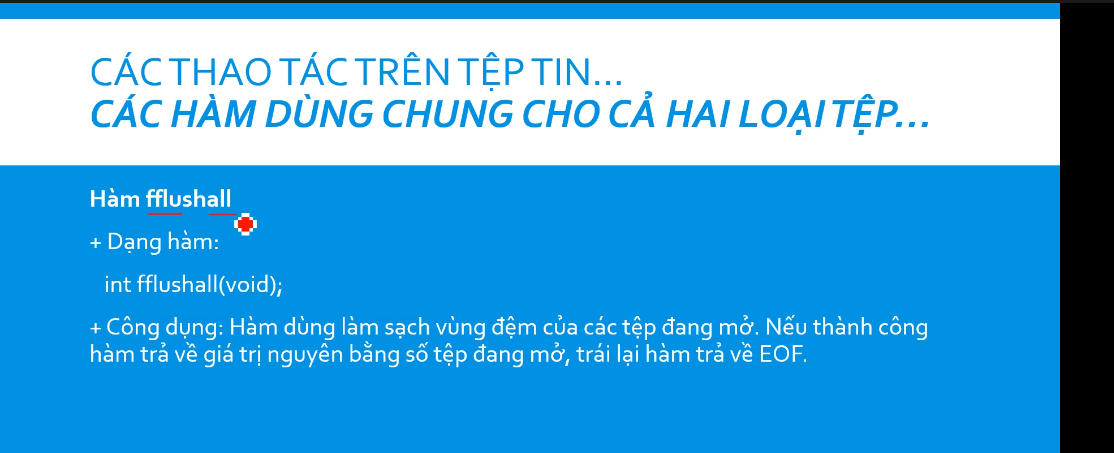 CÁC THAO TÁC TRÊN TỆP TIN...
CÁC HÀM DÙNG CHUNG CHO CẢ HAI LOẠI TỆP...
Hàm fflushall
+ Dạng hàm:
int fflushall(void);
+ Công dụng: Hàm dùng làm sạch vùng đệm của các tệp đang mở. Nếu thành công
hàm trả về giá trị nguyên bằng số tệp đang mở, trái lại hàm trả về EOF.